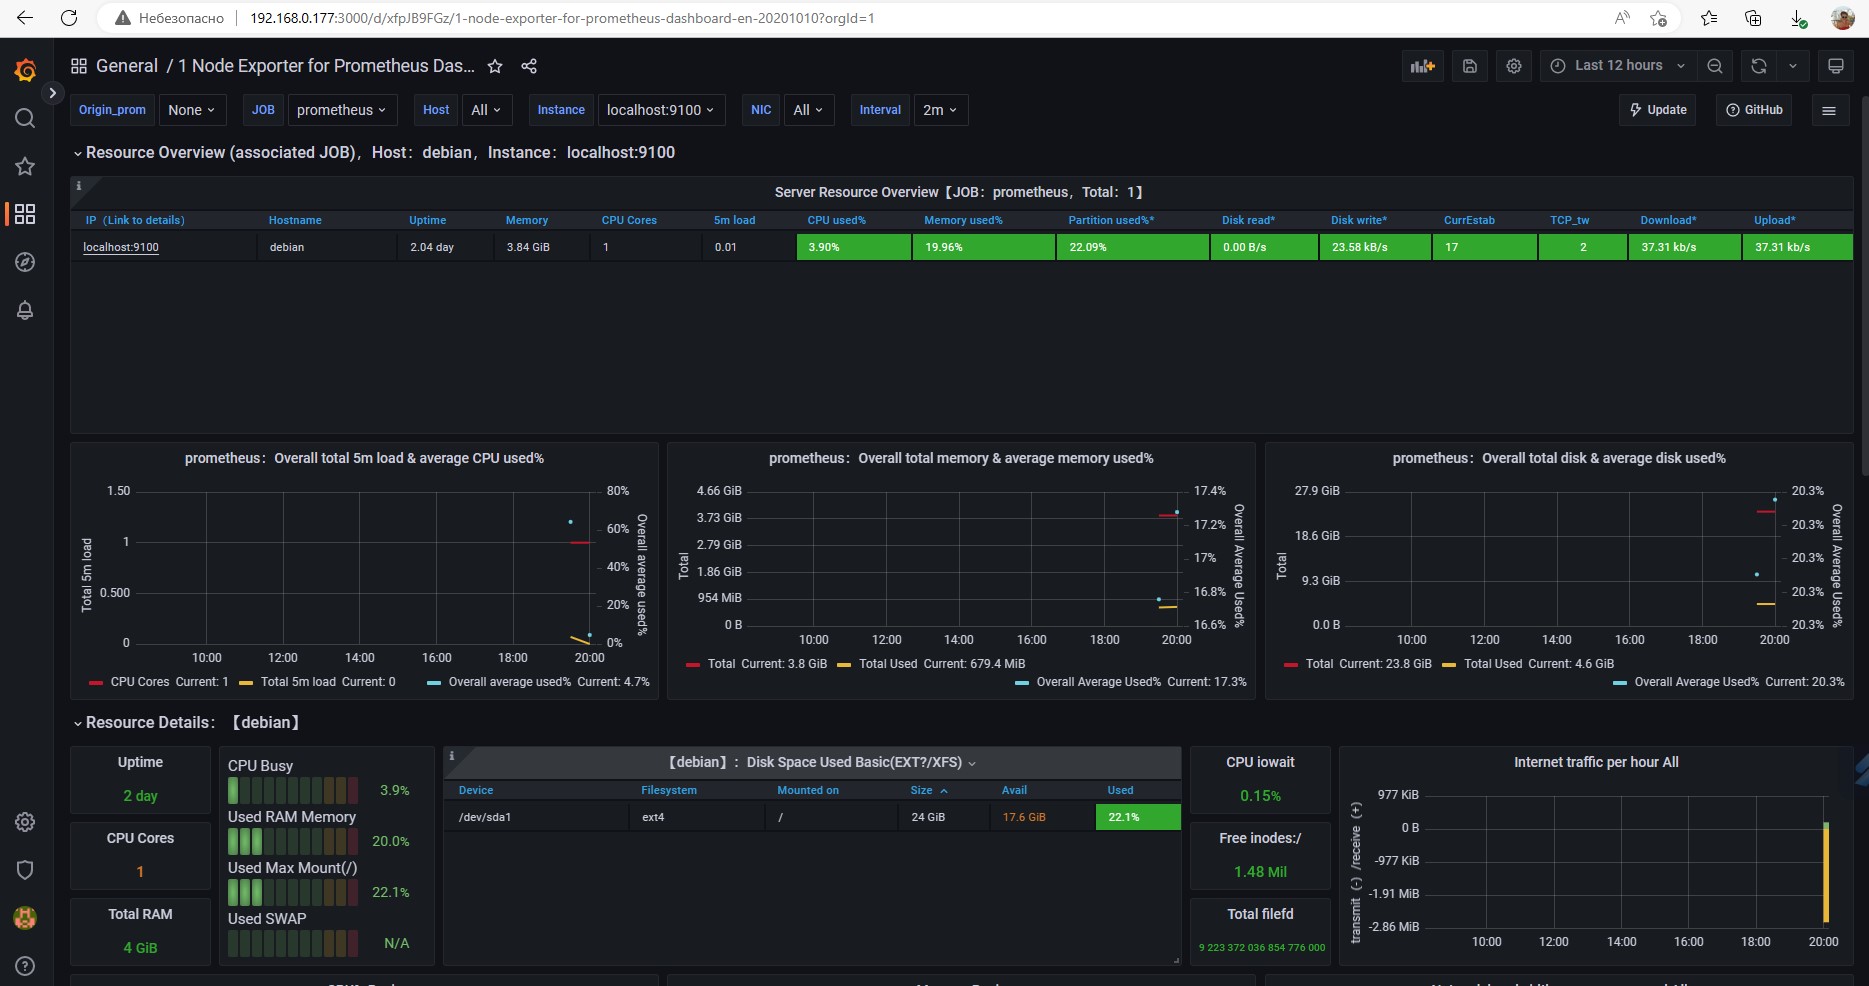 Небезопасно 192.168.0.177:3000/d/xfpJB9FGz/1-node-exporter-for-prometheus-dashboard-en-20201010?orgId=1
General / 1 Node Exporter for Prometheus Das...
Last 12 hours
Origin_prom None JOB prometheus Host All Instance localhost:9100 NIC All Interval 2m Update GitHub
Resource Overview (associated JOB), Host: debian, Instance: localhost:9100
Server Resource Overview【JOB: prometheus, Total: 1】
IP (Link to details) Hostname Uptime Memory CPU Cores 5m load CPU used% Memory used% Partition used%* Disk read* Disk write* CurrEstab TCP_tw Download* Upload*
localhost:9100 debian 2.04 day 3.84 GiB 1 0.01 3.90% 19.96% 22.09% 0.00 B/s 23.58 kB/s 17 2 37.31 kb/s 37.31 kb/s
prometheus: Overall total 5m load & average CPU used%
Total 5m load
1.50
1
0.500
0
80%
60%
40%
20%
0%
Overall average used%
10:00 12:00 14:00 16:00 18:00 20:00
CPU Cores Current: 1 Total 5m load Current: 0 Overall average used% Current: 4.7%
prometheus: Overall total memory & average memory used%
Total
4.66 GiB
3.73 GiB
2.79 GiB
1.86 GiB
954 MiB
0 B
17.4%
17.2%
17%
16.8%
16.6%
Overall Average Used%
10:00 12:00 14:00 16:00 18:00 20:00
Total Current: 3.8 GiB Total Used Current: 679.4 MiB
Overall Average Used% Current: 17.3%
prometheus: Overall total disk & average disk used%
Total
27.9 GiB
18.6 GiB
9.3 GiB
0.0 B
20.3%
20.3%
20.3%
20.3%
20.3%
Overall Average Used%
10:00 12:00 14:00 16:00 18:00 20:00
Total Current: 23.8 GiB Total Used Current: 4.6 GiB
Overall Average Used% Current: 20.3%
Resource Details: 【debian】
Uptime
2 day
CPU Cores
1
Total RAM
4 GiB
CPU Busy
3.9%
Used RAM Memory
20.0%
Used Max Mount(/)
22.1%
Used SWAP
N/A
【debian】: Disk Space Used Basic(EXT?/XFS)
Device Filesystem Mounted on Size Avail Used
/dev/sda1 ext4 / 24 GiB 17.6 GiB 22.1%
CPU iowait
0.15%
Free inodes:/
1.48 Mil
Total filefd
9 223 372 036 854 776 000
Internet traffic per hour All
transmit (-) /receive (+)
977 KiB
0 B
-977 KiB
-1.91 MiB
-2.86 MiB
10:00 12:00 14:00 16:00 18:00 20:00